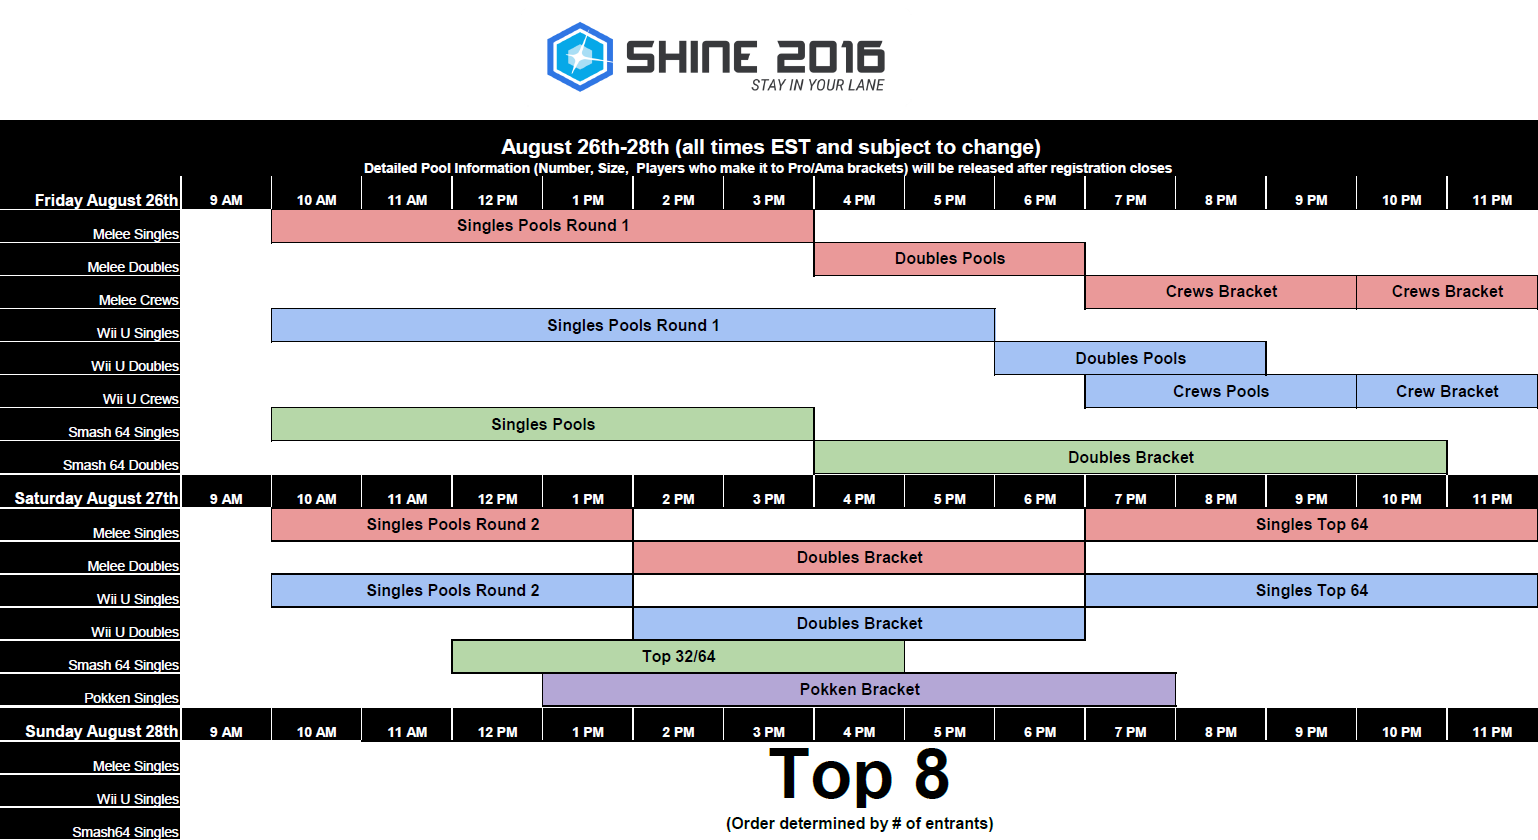 SHINE 2016
STAY IN YOUR LANE
August 26th-28th (all times EST and subject to change)
Detailed Pool Information (Number, Size, Players who make it to Pro/Ama brackets) will be released after registration closes
Friday August 26th 9 AM 10 AM 11 AM 12 PM 1 PM 2 PM 3 PM 4 PM 5 PM 6 PM 7 PM 8 PM 9 PM 10 PM 11 PM
Melee Singles Singles Pools Round 1
Melee Doubles Doubles Pools
Melee Crews Crews Bracket Crews Bracket
Wii U Singles Singles Pools Round 1
Wii U Doubles Doubles Pools
Wii U Crews Crews Pools Crew Bracket
Smash 64 Singles Singles Pools
Smash 64 Doubles Doubles Bracket
Saturday August 27th 9 AM 10 AM 11 AM 12 PM 1 PM 2 PM 3 PM 4 PM 5 PM 6 PM 7 PM 8 PM 9 PM 10 PM 11 PM
Melee Singles Singles Pools Round 2 Singles Top 64
Melee Doubles Doubles Bracket
Wii U Singles Singles Pools Round 2 Singles Top 64
Wii U Doubles Doubles Bracket
Smash 64 Singles Top 32/64
Pokken Singles Pokken Bracket
Sunday August 28th 9 AM 10 AM 11 AM 12 PM 1 PM 2 PM 3 PM 4 PM 5 PM 6 PM 7 PM 8 PM 9 PM 10 PM 11 PM
Melee Singles
Wii U Singles
Smash64 Singles
Top 8
(Order determined by # of entrants)